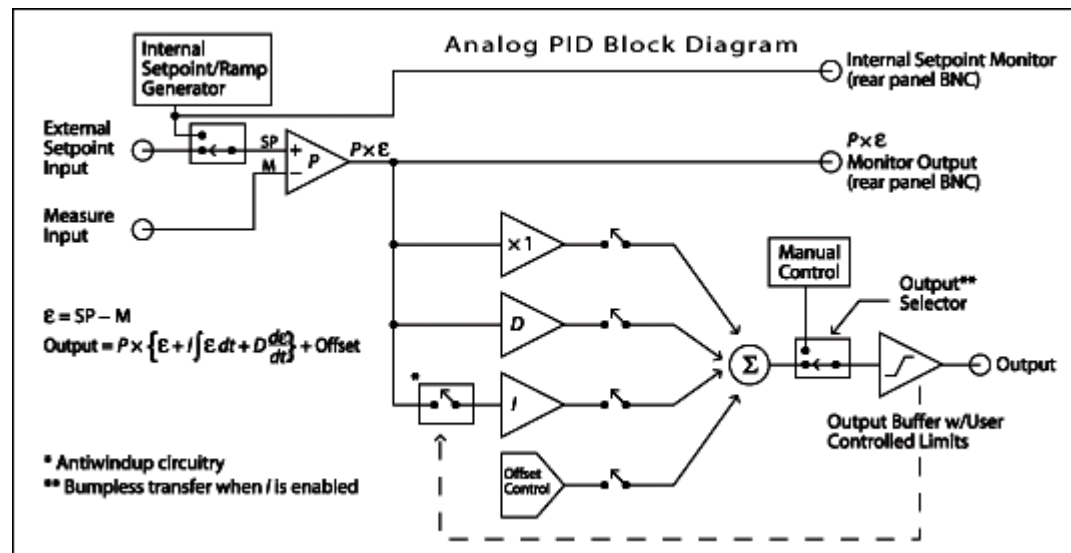 Analog PID Block Diagram
Internal
Setpoint/Ramp
Generator
Internal Setpoint Monitor
(rear panel BNC)
External
Setpoint
Input
SP
+
P
M
−
P×ε
P×ε
Monitor Output
(rear panel BNC)
Measure
Input
×1
Manual
Control
Output**
Selector
ε = SP − M
Output = P × {ε + I∫ε dt + D dε/dt} + Offset
D
Σ
Output
*
I
Output Buffer w/User
Controlled Limits
Offset
Control
* Antiwindup circuitry
** Bumpless transfer when I is enabled